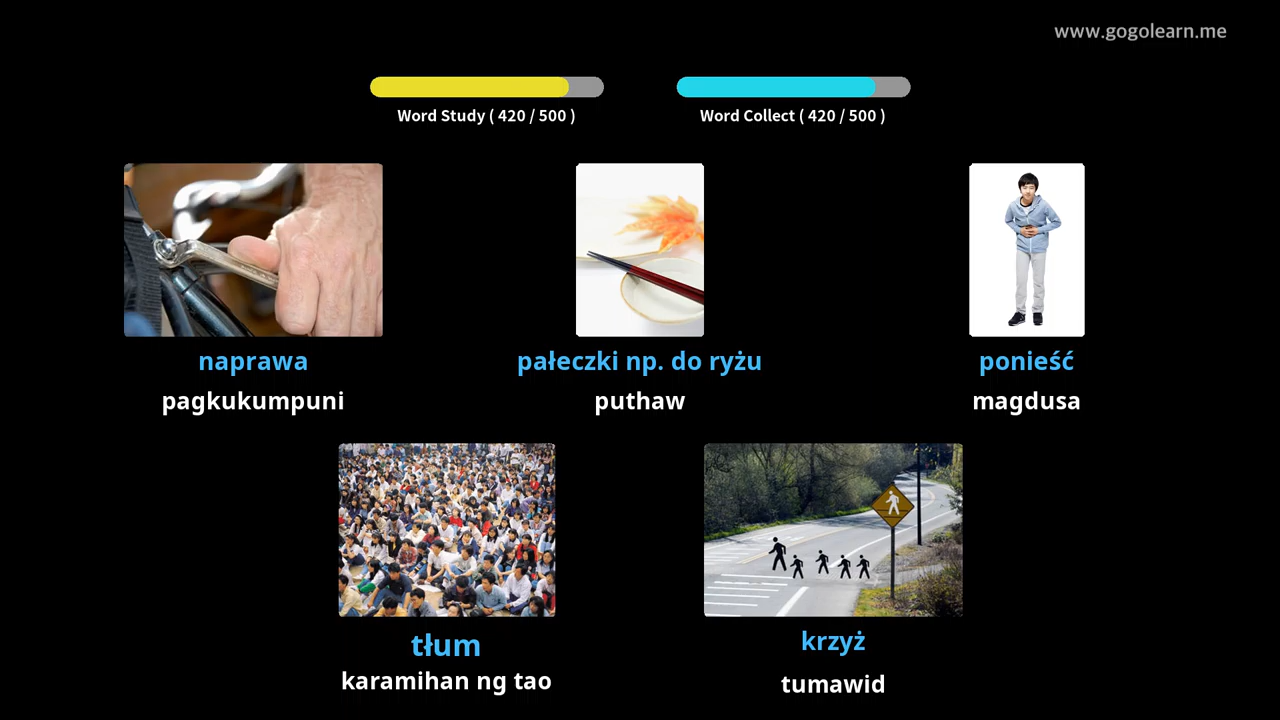 www.gogolearn.me
Word Study ( 420 / 500 )
Word Collect ( 420 / 500 )
naprawa
pagkukumpuni
pałeczki np. do ryżu
puthaw
ponieść
magdusa
tłum
karamihan ng tao
krzyż
tumawid